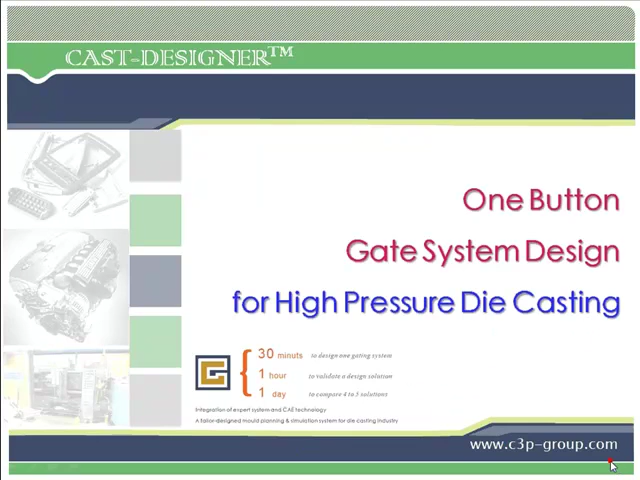 CAST-DESIGNER™
One Button
Gate System Design
for High Pressure Die Casting
30 minuts to design one gating system
1 hour to validate a design solution
1 day to compare 4 to 5 solutions
Integration of expert system and CAE technology
A tailor-designed mould planning & simulation system for die casting industry
www.c3p-group.com